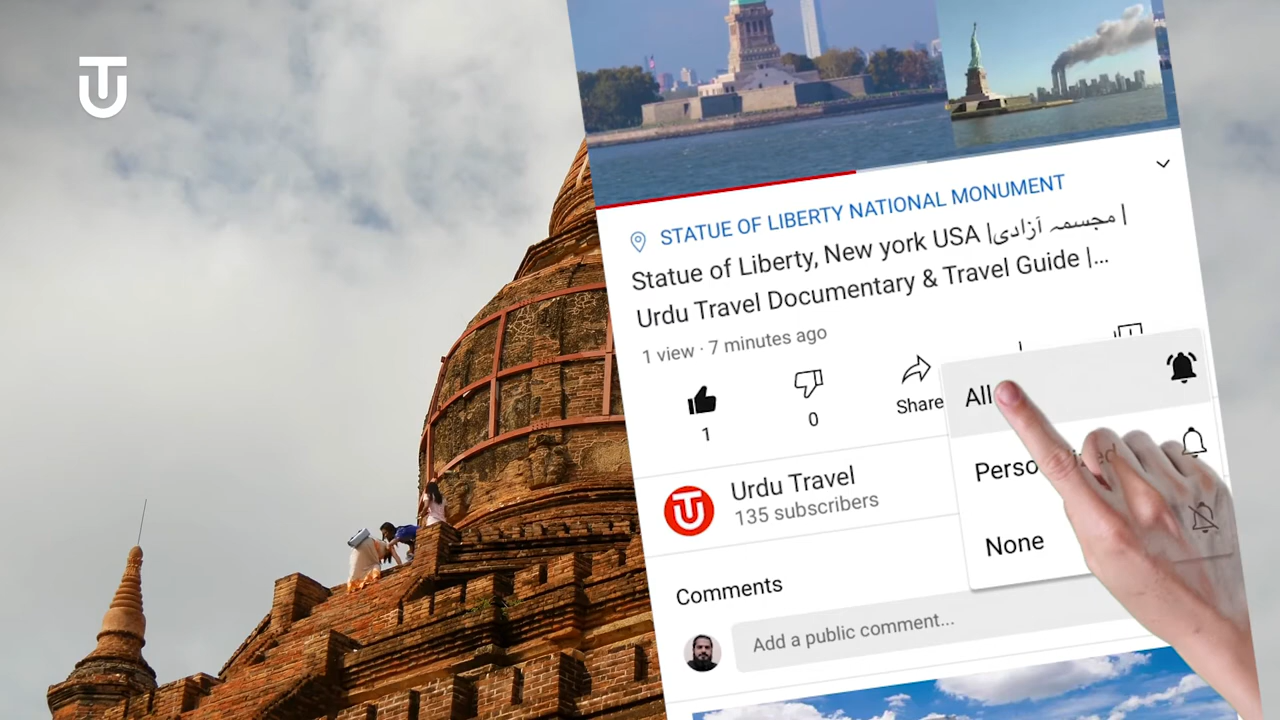 STATUE OF LIBERTY NATIONAL MONUMENT
Statue of Liberty, New york USA |مجسمہ آزادی |
Urdu Travel Documentary & Travel Guide |...
1 view · 7 minutes ago
1
0
Share
All
Urdu Travel
135 subscribers
None
Comments
Add a public comment...